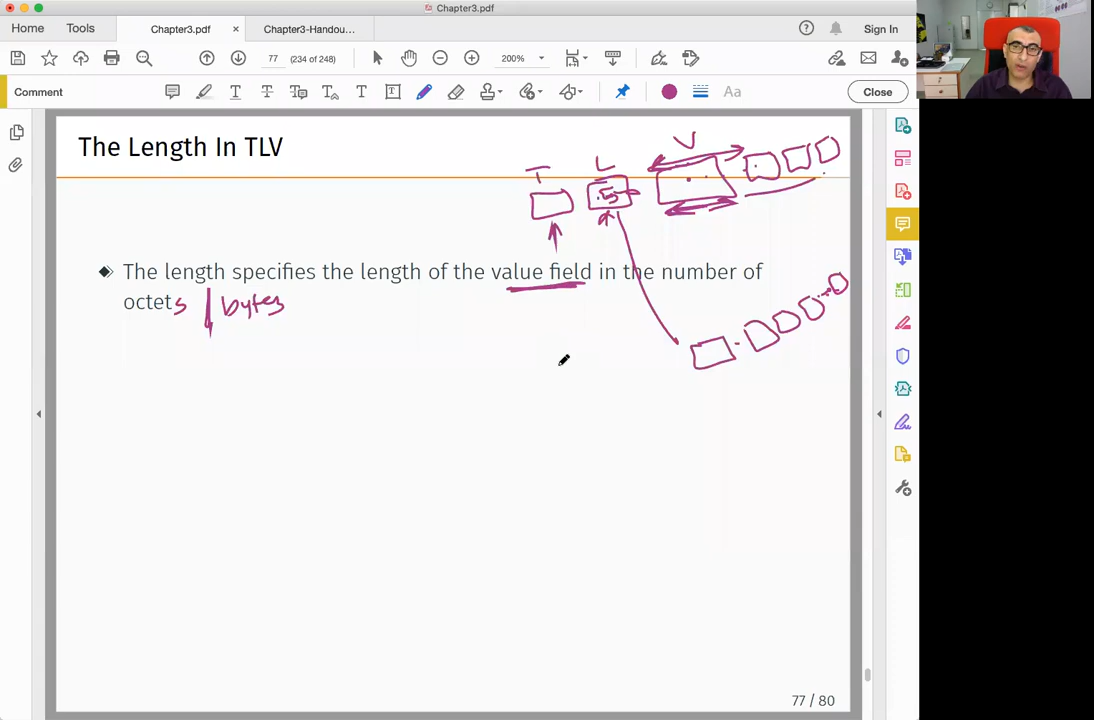 Chapter3.pdf
Home Tools Chapter3.pdf × Chapter3-Handou... Sign In
77 (234 of 248) 200%
Comment Aa Close
The Length In TLV
T L V
5
The length specifies the length of the value field in the number of
octets | bytes
77 / 80